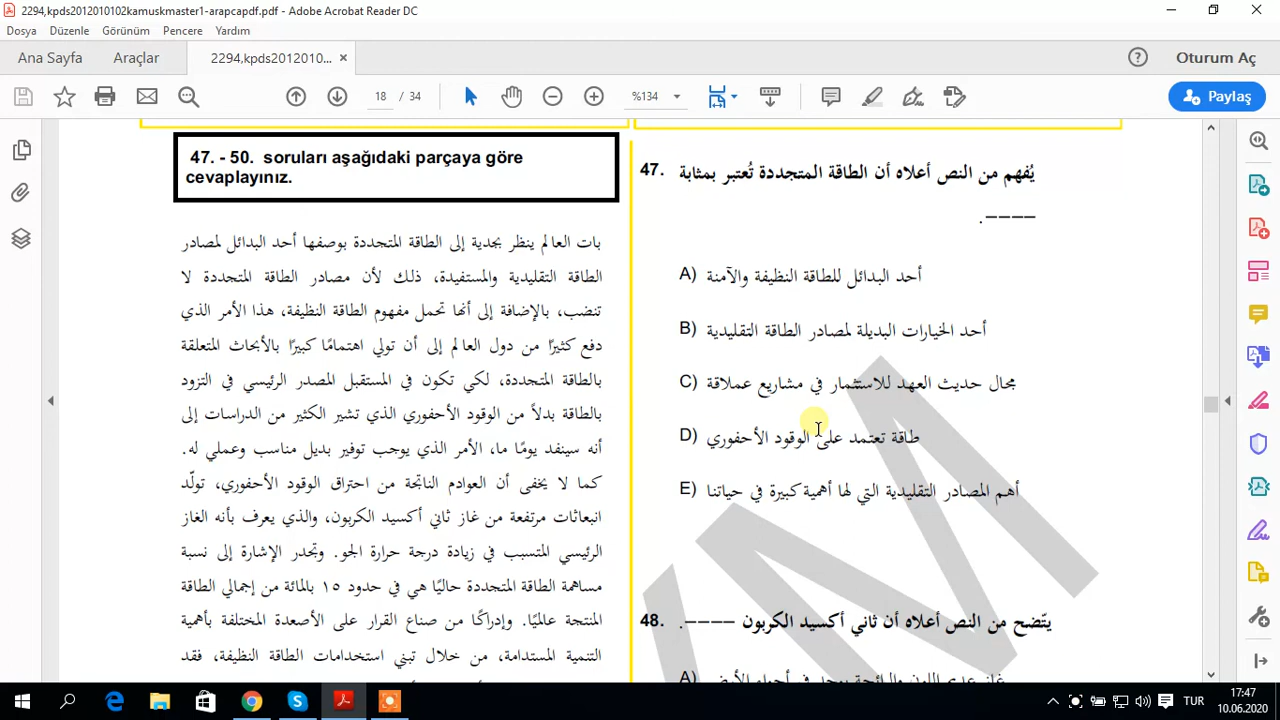 2294,kpds2012010102kamuskmaster1-arapcapdf.pdf - Adobe Acrobat Reader DC
Dosya Düzenle Görünüm Pencere Yardım
Ana Sayfa Araçlar 2294,kpds2012010... Oturum Aç
18 / 34 %134 Paylaş
47. - 50. soruları aşağıdaki parçaya göre
cevaplayınız.
بات العالم ينظر بجدية إلى الطاقة المتجددة بوصفها أحد البدائل لمصادر
الطاقة التقليدية والمستفيدة، ذلك لأن مصادر الطاقة المتجددة لا
تنضب، بالإضافة إلى أنها تحمل مفهوم الطاقة النظيفة، هذا الأمر الذي
دفع كثيرًا من دول العالم إلى أن تولي اهتمامًا كبيرًا بالأبحاث المتعلقة
بالطاقة المتجددة، لكي تكون في المستقبل المصدر الرئيسي في التزود
بالطاقة بدلاً من الوقود الأحفوري الذي تشير الكثير من الدراسات إلى
أنه سينفد يومًا ما، الأمر الذي يوجب توفير بديل مناسب وعملي له.
كما لا يخفى أن العوادم الناتجة من احتراق الوقود الأحفوري، تولّد
انبعاثات مرتفعة من غاز ثاني أكسيد الكربون، والذي يعرف بأنه الغاز
الرئيسي المتسبب في زيادة درجة حرارة الجو. وتجدر الإشارة إلى نسبة
مساهمة الطاقة المتجددة حاليًا هي في حدود ١٥ بالمائة من إجمالي الطاقة
المنتجة عالميًا. وإدراكًا من صناع القرار على الأصعدة المختلفة بأهمية
التنمية المستدامة، من خلال تبني استخدامات الطاقة النظيفة، فقد
47. يُفهم من النص أعلاه أن الطاقة المتجددة تُعتبر بمثابة
----.
A) أحد البدائل للطاقة النظيفة والآمنة
B) أحد الخيارات البديلة لمصادر الطاقة التقليدية
C) مجال حديث العهد للاستثمار في مشاريع عملاقة
D) طاقة تعتمد على الوقود الأحفوري
E) أهم المصادر التقليدية التي لها أهمية كبيرة في حياتنا
48. يتّضح من النص أعلاه أن ثاني أكسيد الكربون ----.
A) غاز عديم اللون والرائحة يوجد في أجواء الأرض
TUR
17:47
10.06.2020